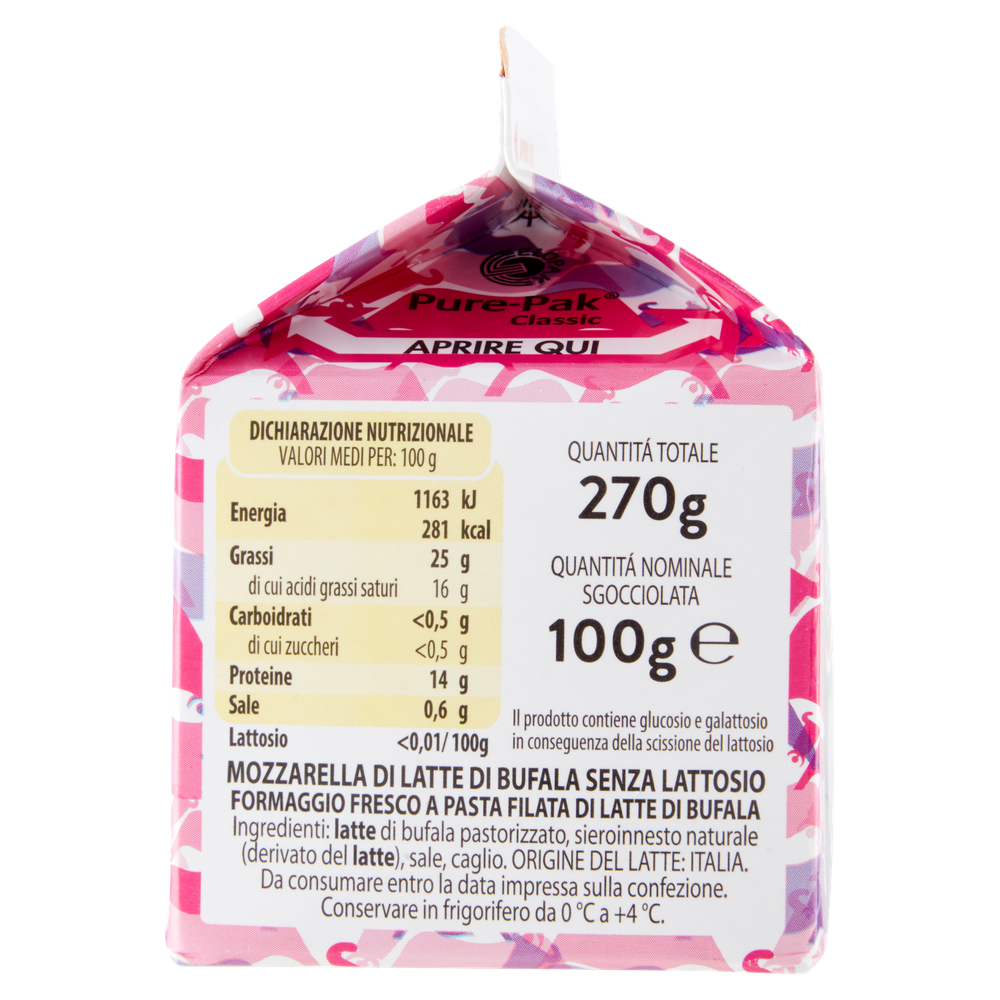 ELOPAK
Pure-Pak®
Classic
APRIRE QUI
DICHIARAZIONE NUTRIZIONALE
VALORI MEDI PER: 100 g
Energia 1163 kJ
281 kcal
Grassi 25 g
di cui acidi grassi saturi 16 g
Carboidrati <0,5 g
di cui zuccheri <0,5 g
Proteine 14 g
Sale 0,6 g
Lattosio <0,01/100g
QUANTITÁ TOTALE
270g
QUANTITÁ NOMINALE
SGOCCIOLATA
100g ℮
Il prodotto contiene glucosio e galattosio
in conseguenza della scissione del lattosio
MOZZARELLA DI LATTE DI BUFALA SENZA LATTOSIO
FORMAGGIO FRESCO A PASTA FILATA DI LATTE DI BUFALA
Ingredienti: latte di bufala pastorizzato, sieroinnesto naturale
(derivato del latte), sale, caglio. ORIGINE DEL LATTE: ITALIA.
Da consumare entro la data impressa sulla confezione.
Conservare in frigorifero da 0 °C a +4 °C.